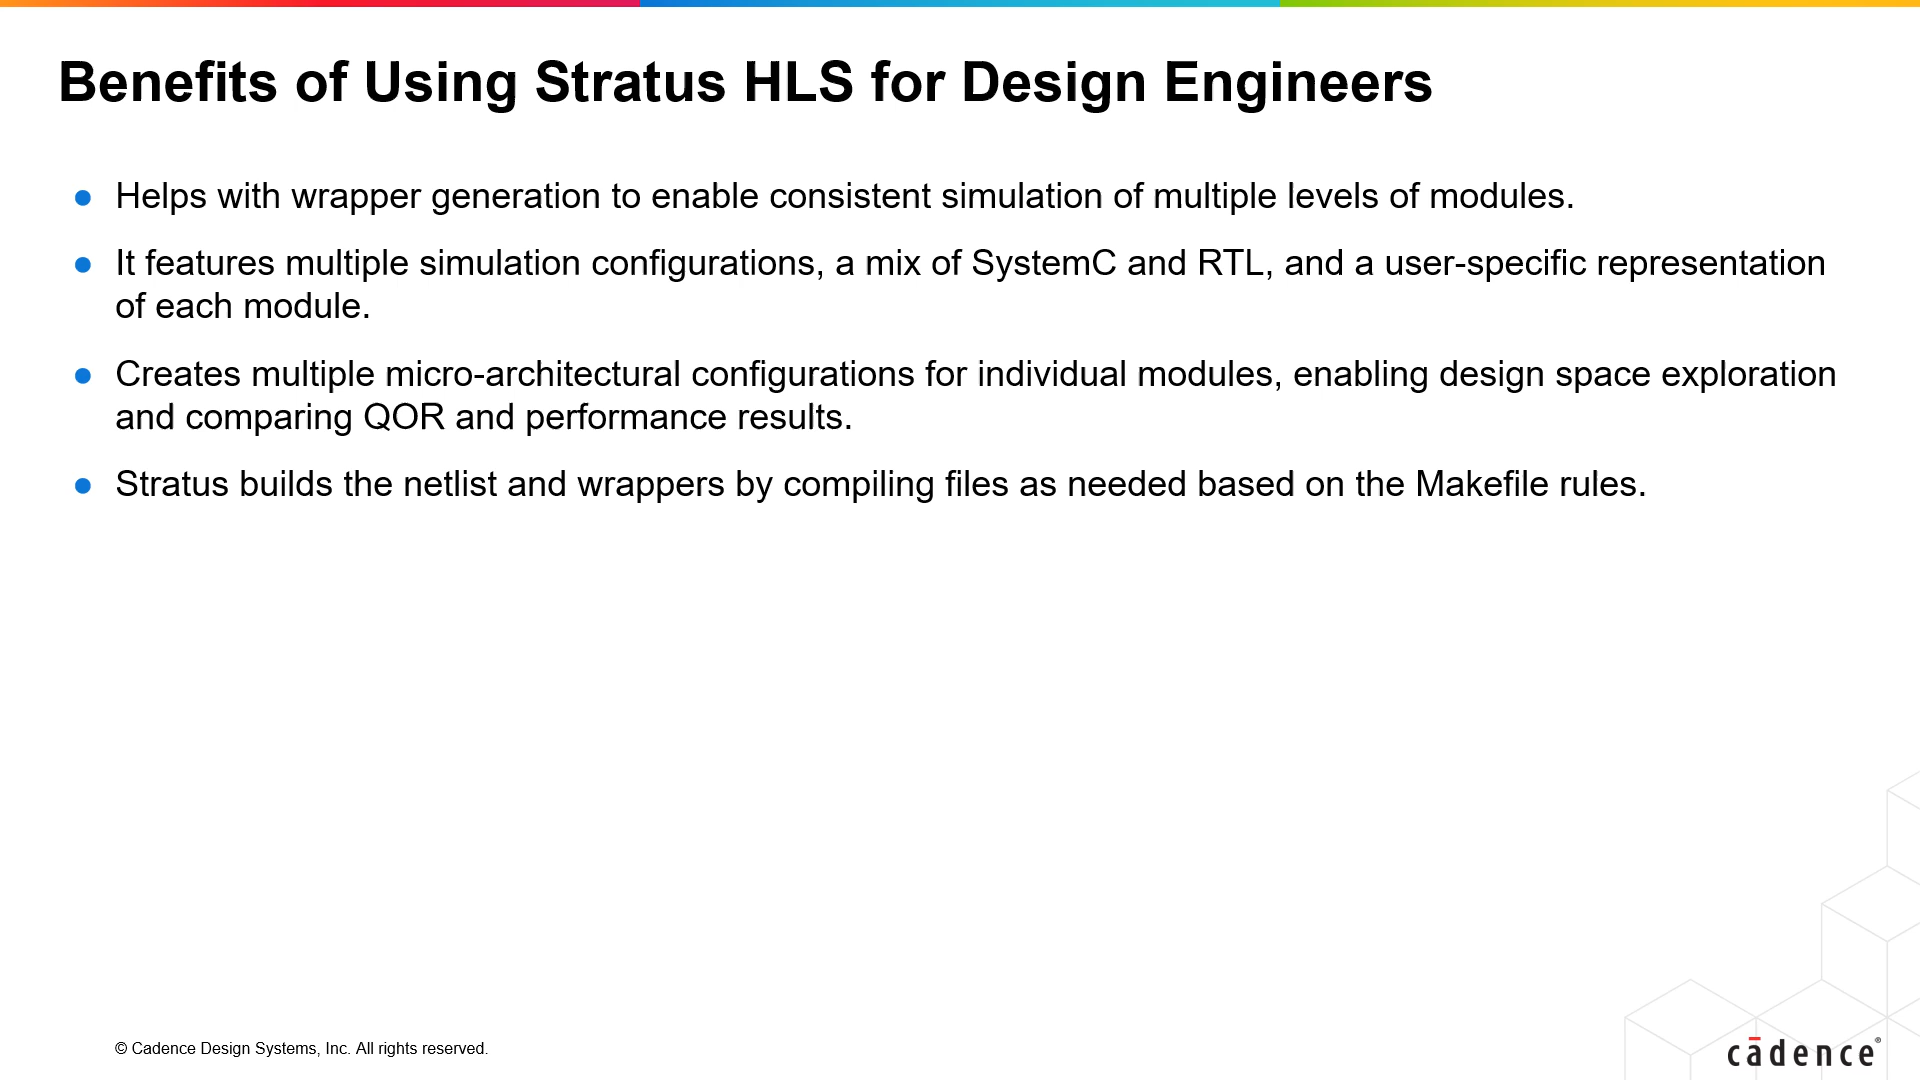 Benefits of Using Stratus HLS for Design Engineers
● Helps with wrapper generation to enable consistent simulation of multiple levels of modules.
● It features multiple simulation configurations, a mix of SystemC and RTL, and a user-specific representation
of each module.
● Creates multiple micro-architectural configurations for individual modules, enabling design space exploration
and comparing QOR and performance results.
● Stratus builds the netlist and wrappers by compiling files as needed based on the Makefile rules.
© Cadence Design Systems, Inc. All rights reserved.
cādence®